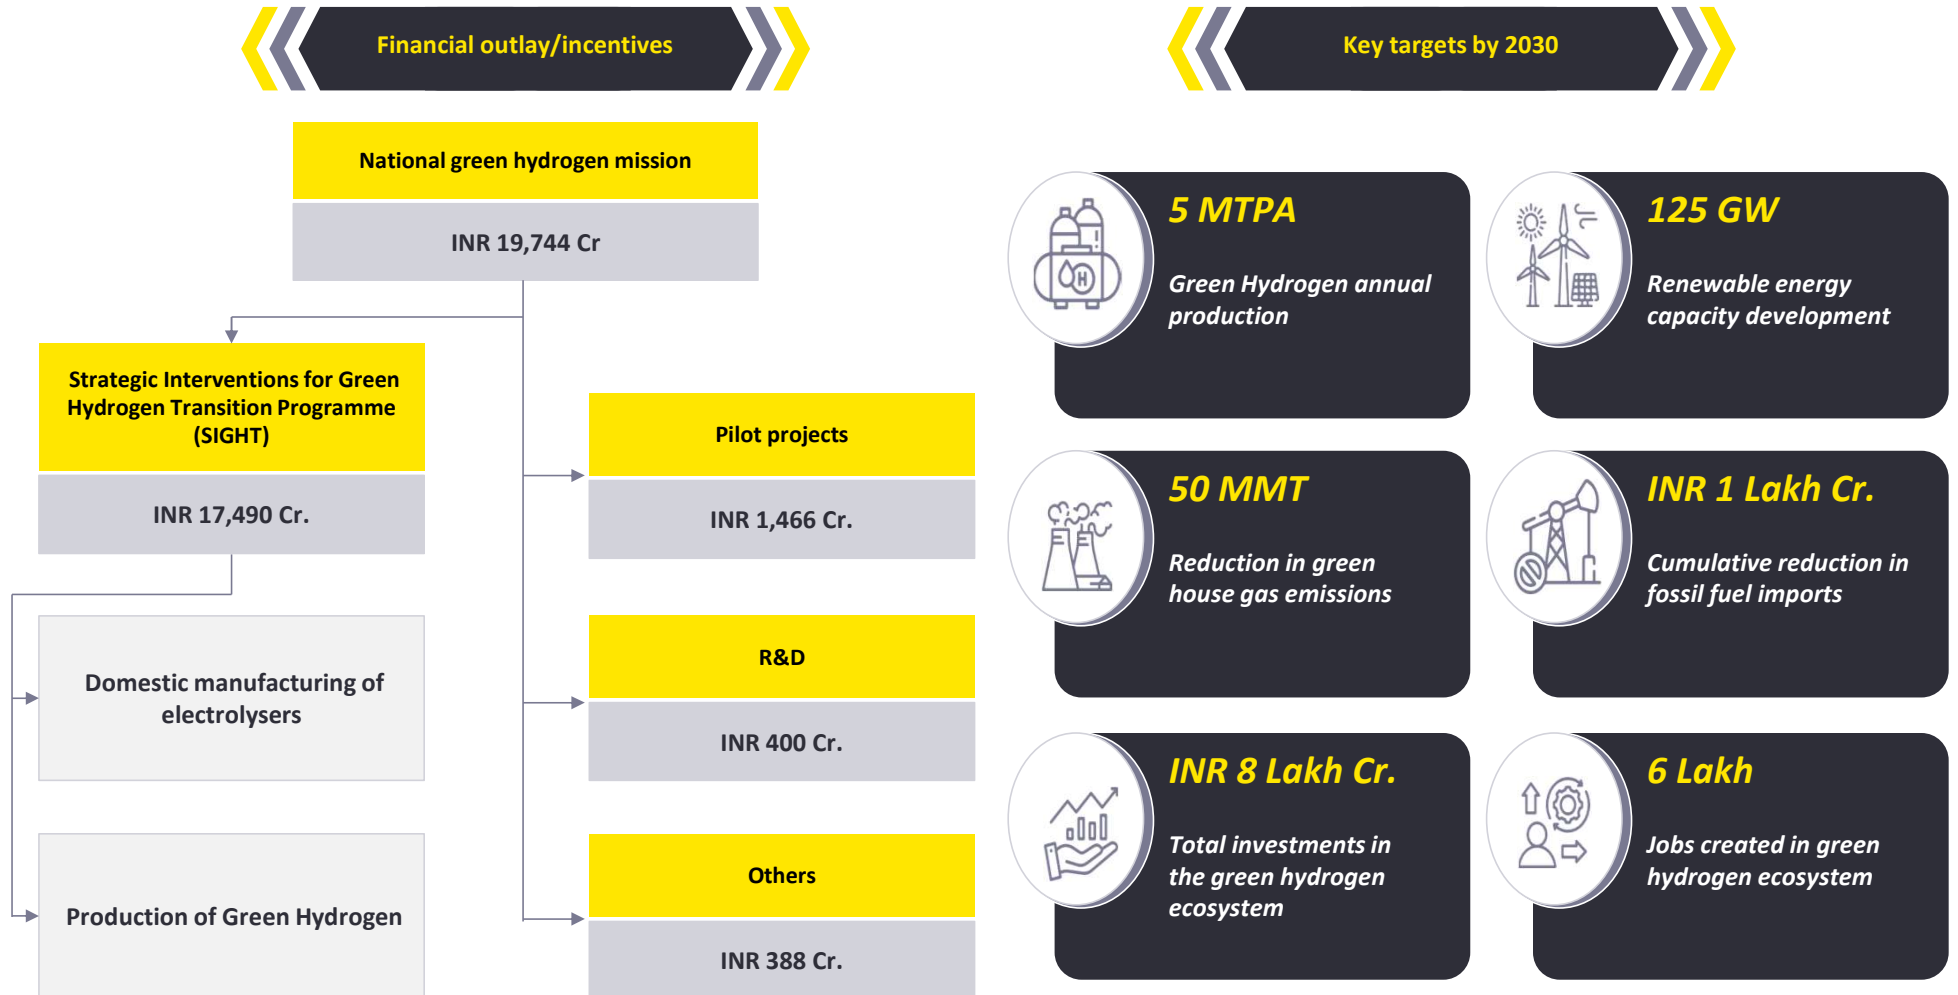 Financial outlay/incentives
National green hydrogen mission
INR 19,744 Cr
Strategic Interventions for Green
Hydrogen Transition Programme
(SIGHT)
INR 17,490 Cr.
Domestic manufacturing of
electrolysers
Production of Green Hydrogen
Pilot projects
INR 1,466 Cr.
R&D
INR 400 Cr.
Others
INR 388 Cr.
Key targets by 2030
5 MTPA
Green Hydrogen annual
production
125 GW
Renewable energy
capacity development
50 MMT
Reduction in green
house gas emissions
INR 1 Lakh Cr.
Cumulative reduction in
fossil fuel imports
INR 8 Lakh Cr.
Total investments in
the green hydrogen
ecosystem
6 Lakh
Jobs created in green
hydrogen ecosystem
H